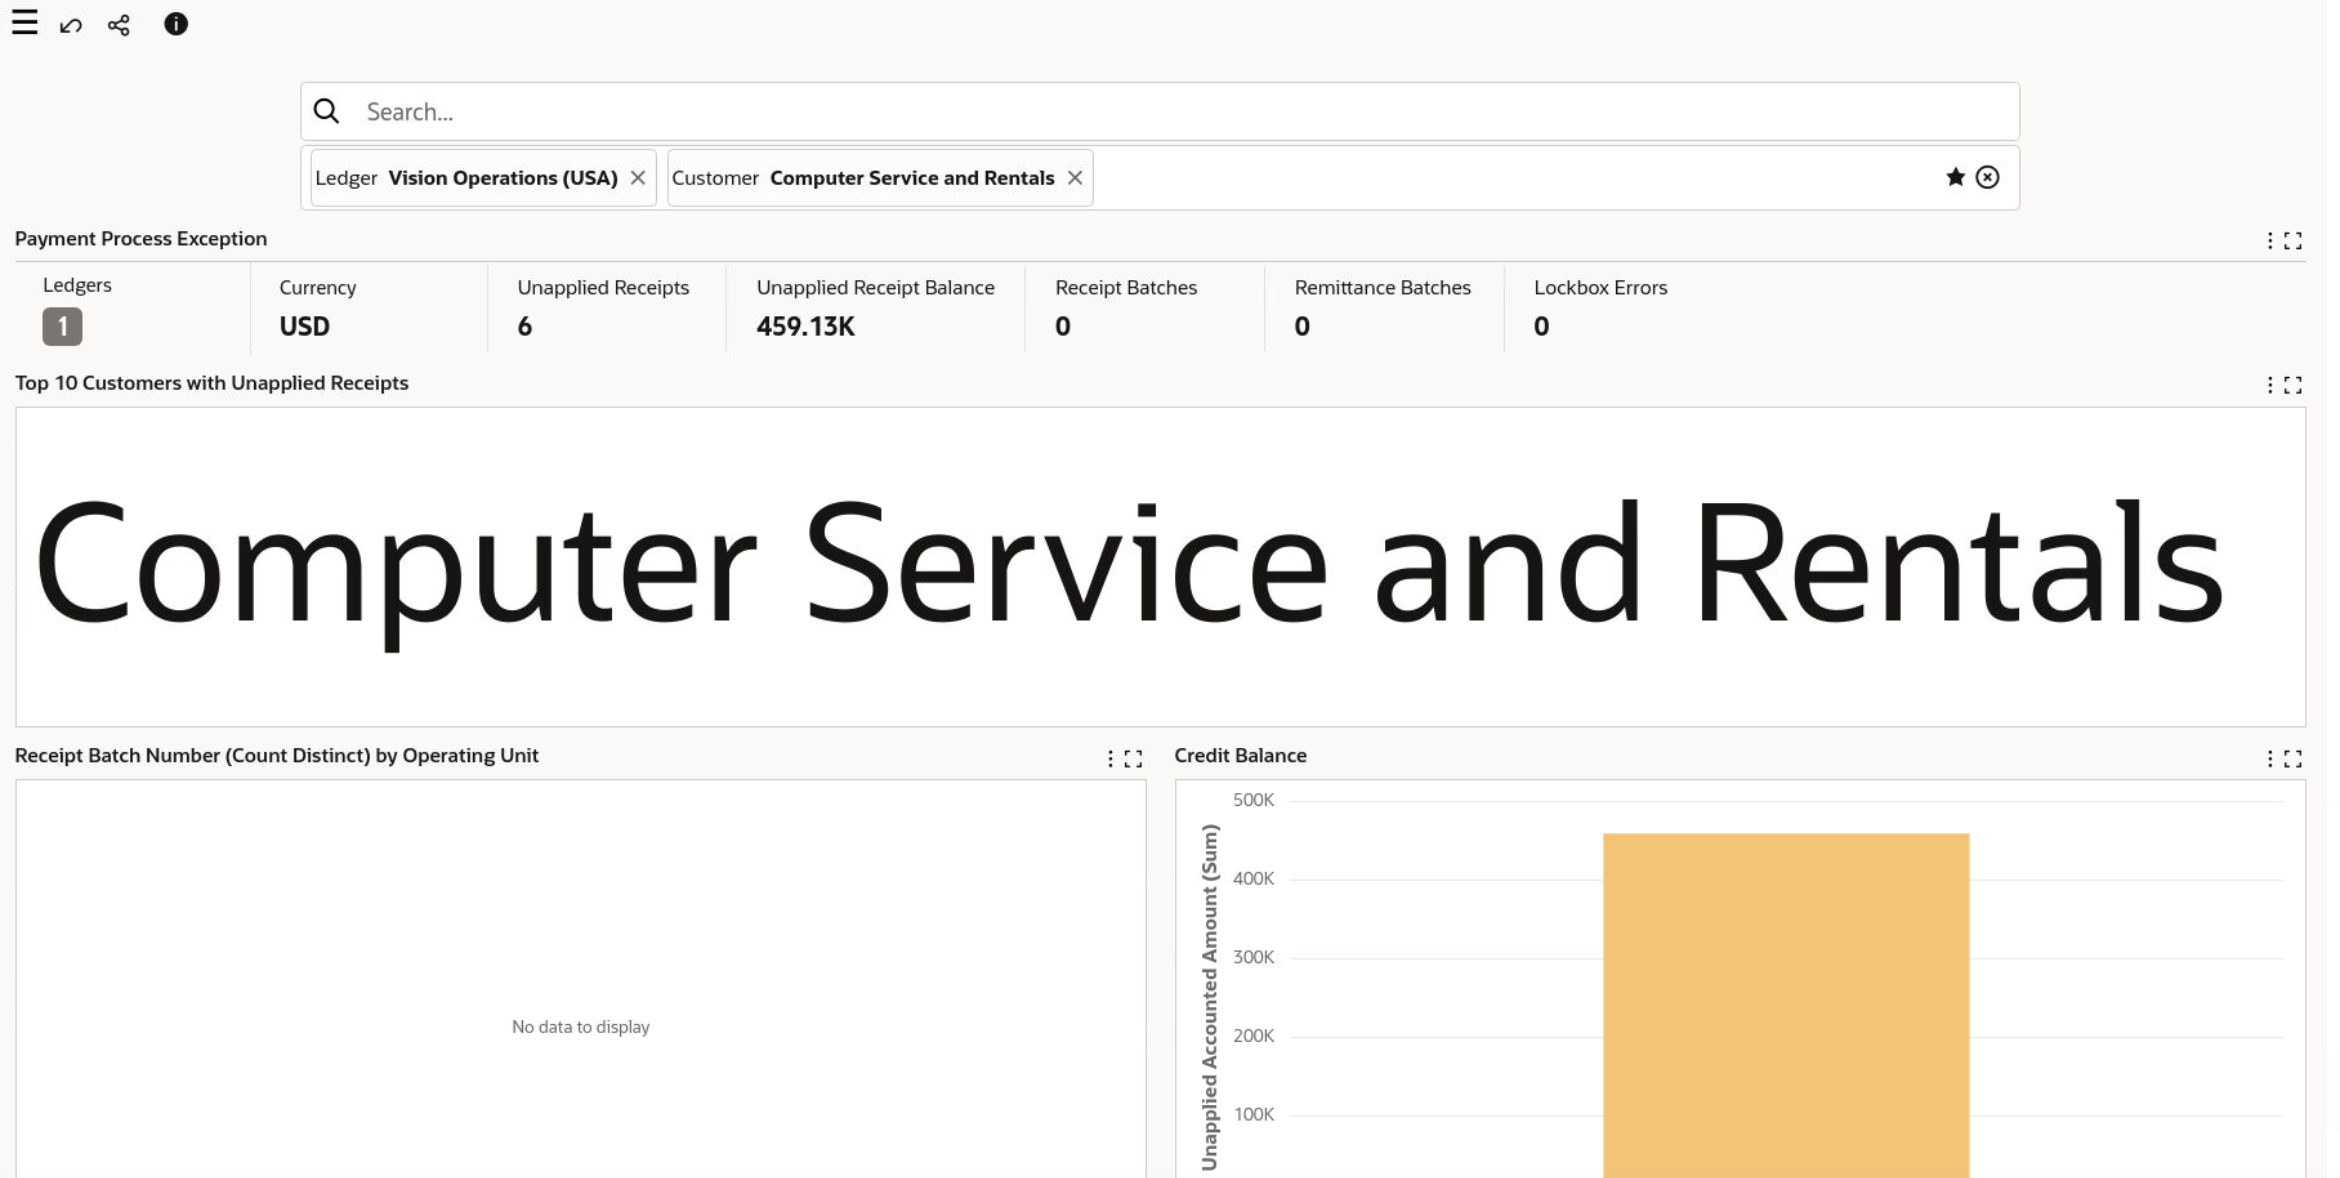 Search...
Ledger Vision Operations (USA) Customer Computer Service and Rentals
Payment Process Exception
Ledgers Currency Unapplied Receipts Unapplied Receipt Balance Receipt Batches Remittance Batches Lockbox Errors
1 USD 6 459.13K 0 0 0
Top 10 Customers with Unapplied Receipts
Computer Service and Rentals
Receipt Batch Number (Count Distinct) by Operating Unit
No data to display
Credit Balance
Unapplied Accounted Amount (Sum)
500K
400K
300K
200K
100K